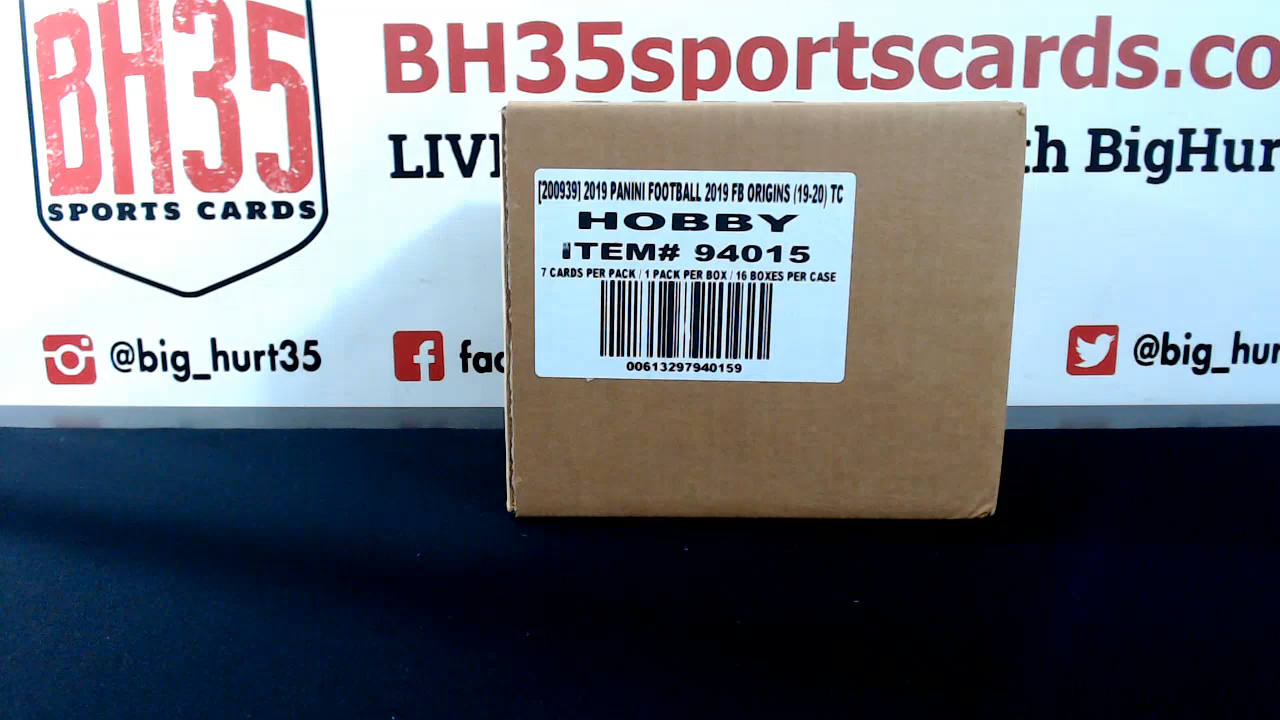 BH35
SPORTS CARDS
BH35sportscards.co
LIV
th BigHur
[200939] 2019 PANINI FOOTBALL 2019 FB ORIGINS (19-20) TC
HOBBY
ITEM# 94015
7 CARDS PER PACK / 1 PACK PER BOX / 16 BOXES PER CASE
00613297940159
@big_hurt35
fac
@big_hur